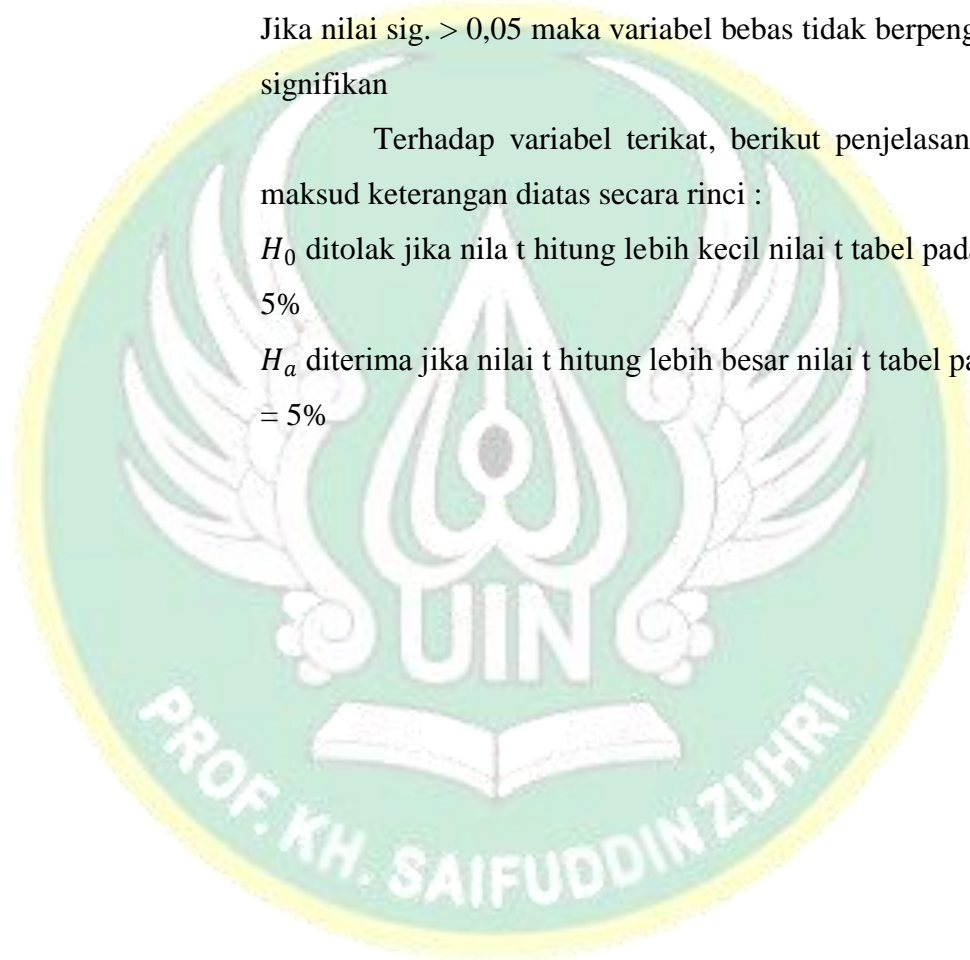 Jika nilai sig. > 0,05 maka variabel bebas tidak berpeng
signifikan
Terhadap variabel terikat, berikut penjelasan
maksud keterangan diatas secara rinci :
H₀ ditolak jika nila t hitung lebih kecil nilai t tabel pada
5%
Hₐ diterima jika nilai t hitung lebih besar nilai t tabel pa
= 5%
UIN
PROF. KH. SAIFUDDIN ZUHRI